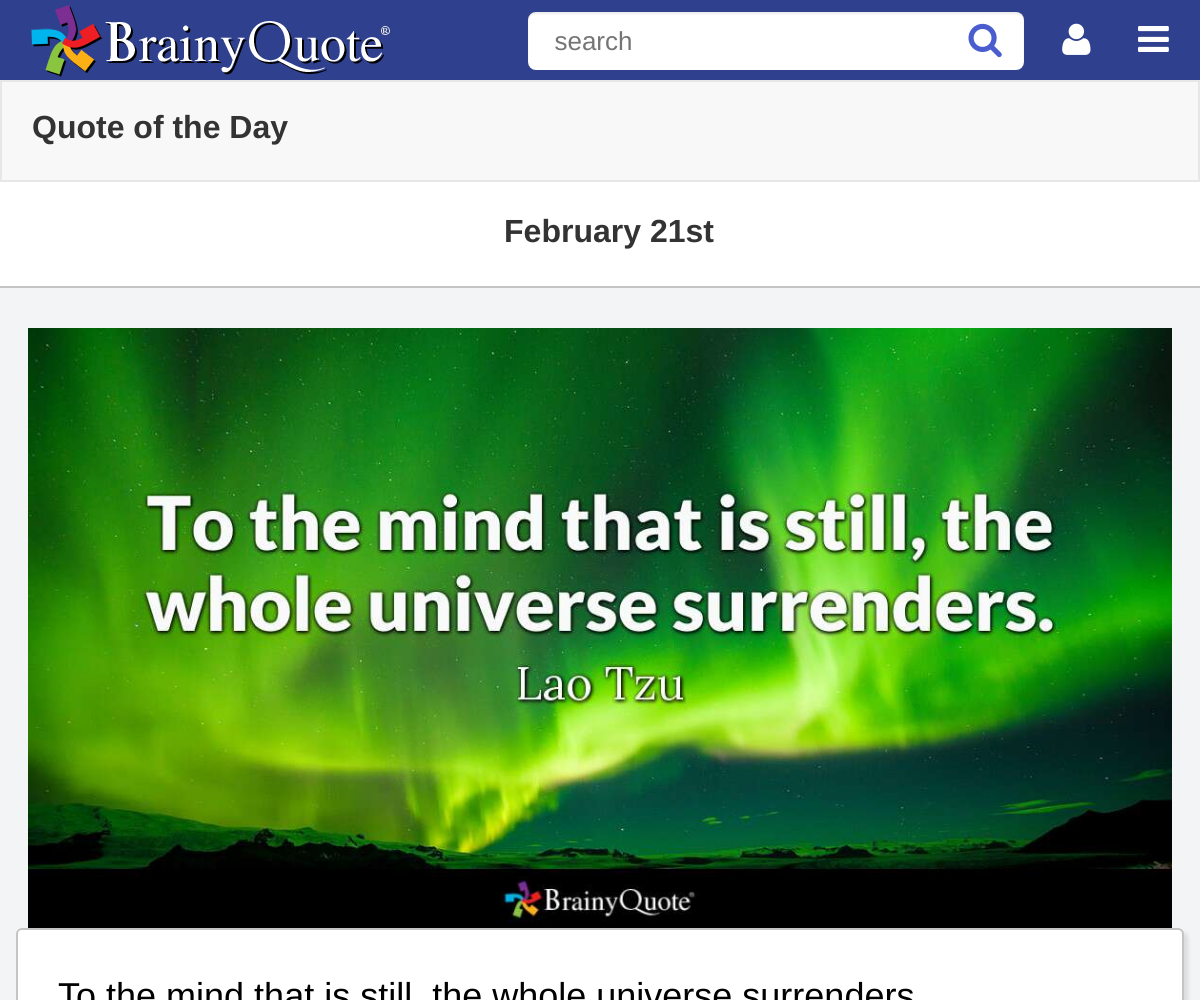 BrainyQuote®
search
Quote of the Day
February 21st
To the mind that is still, the
whole universe surrenders.
Lao Tzu
BrainyQuote®
To the mind that is still, the whole universe surrenders.